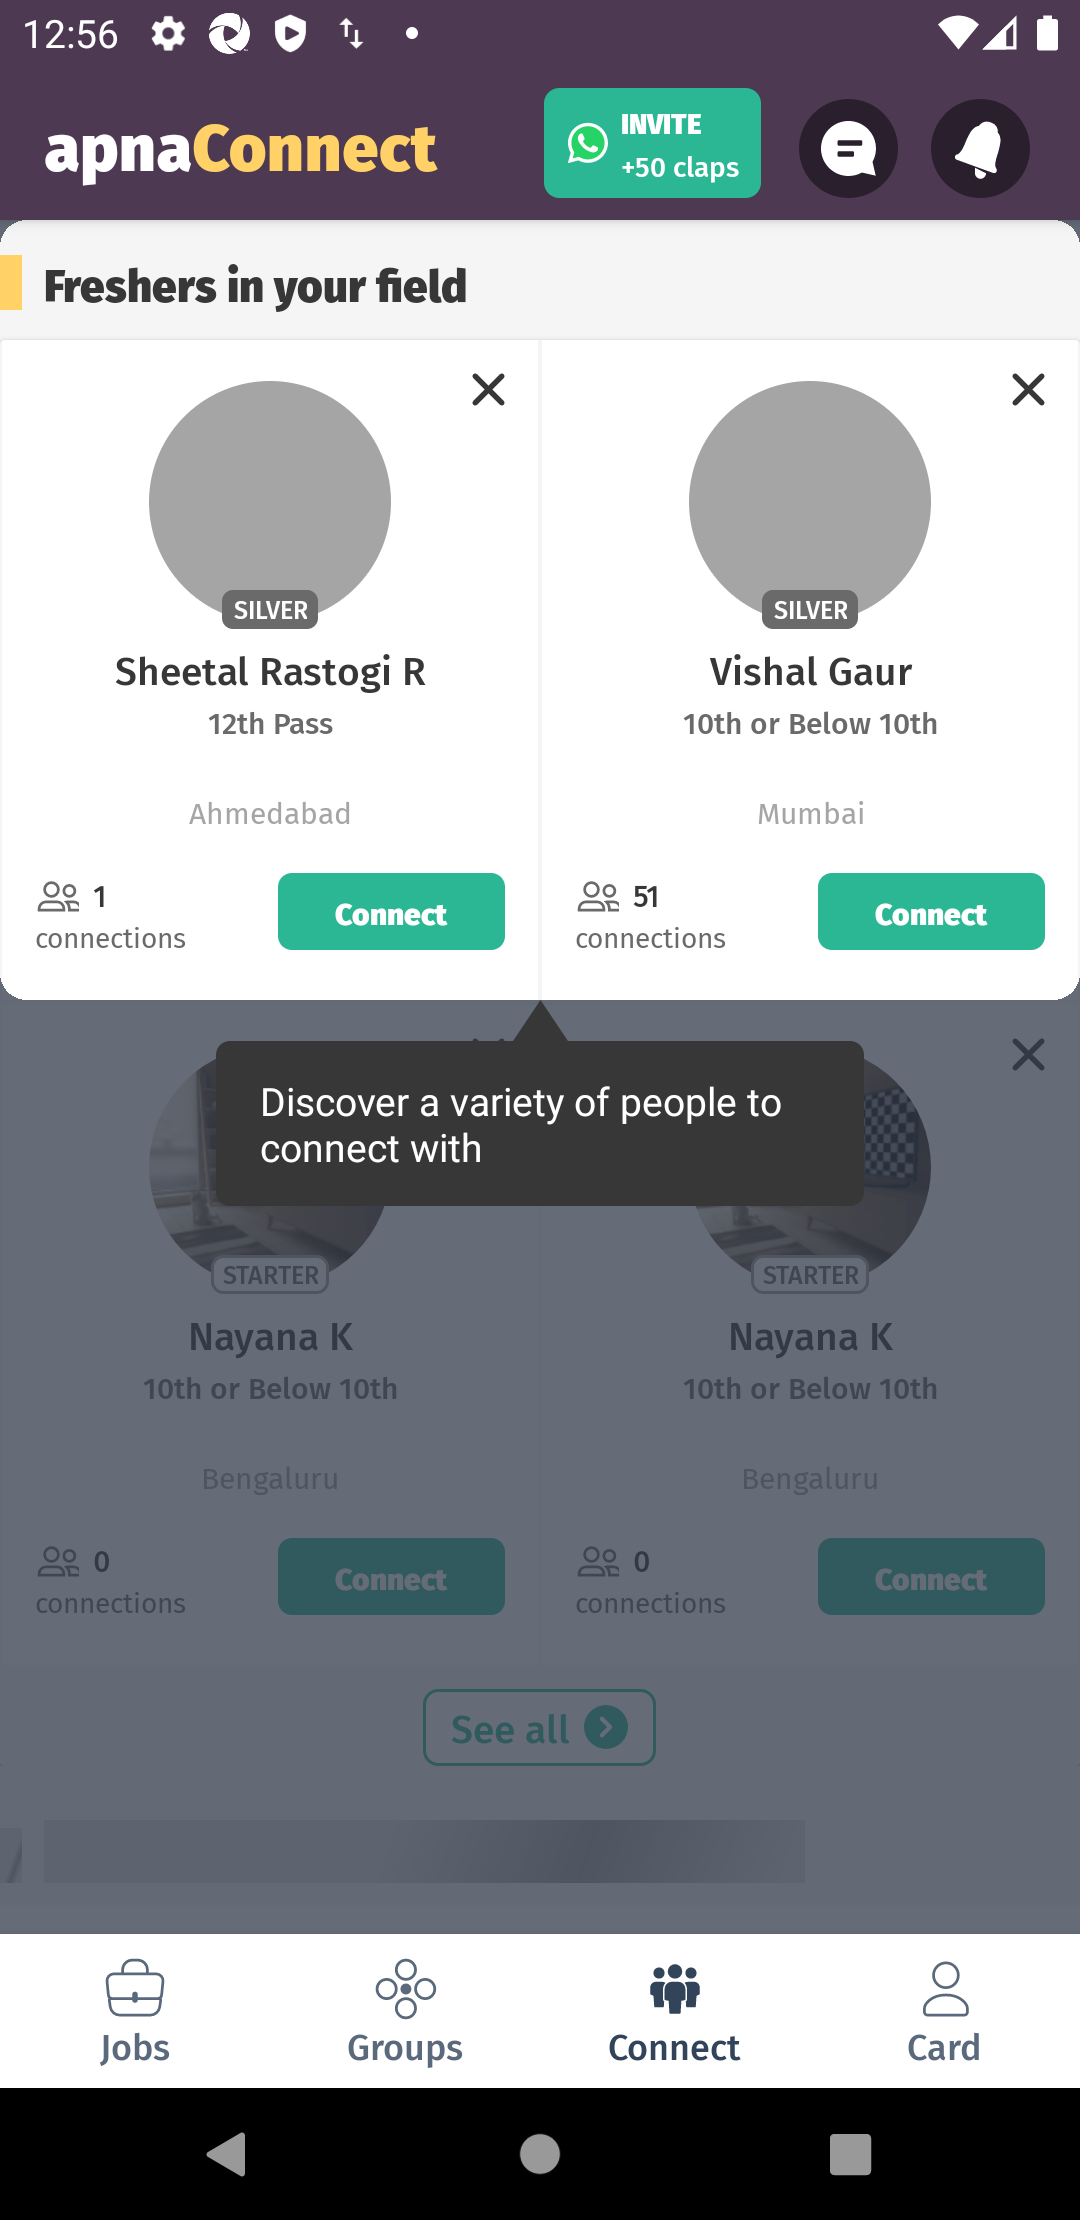 12:56
apnaConnect
INVITE
+50 claps
Freshers in your field
SILVER
SILVER
Sheetal Rastogi R
Vishal Gaur
12th Pass
10th or Below 10th
Ahmedabad
Mumbai
1
connections
Connect
51
connections
Connect
Discover a variety of people to
connect with
STARTER
STARTER
Nayana K
Nayana K
10th or Below 10th
10th or Below 10th
Bengaluru
Bengaluru
0
connections
Connect
0
connections
Connect
See all
Jobs
Groups
Connect
Card